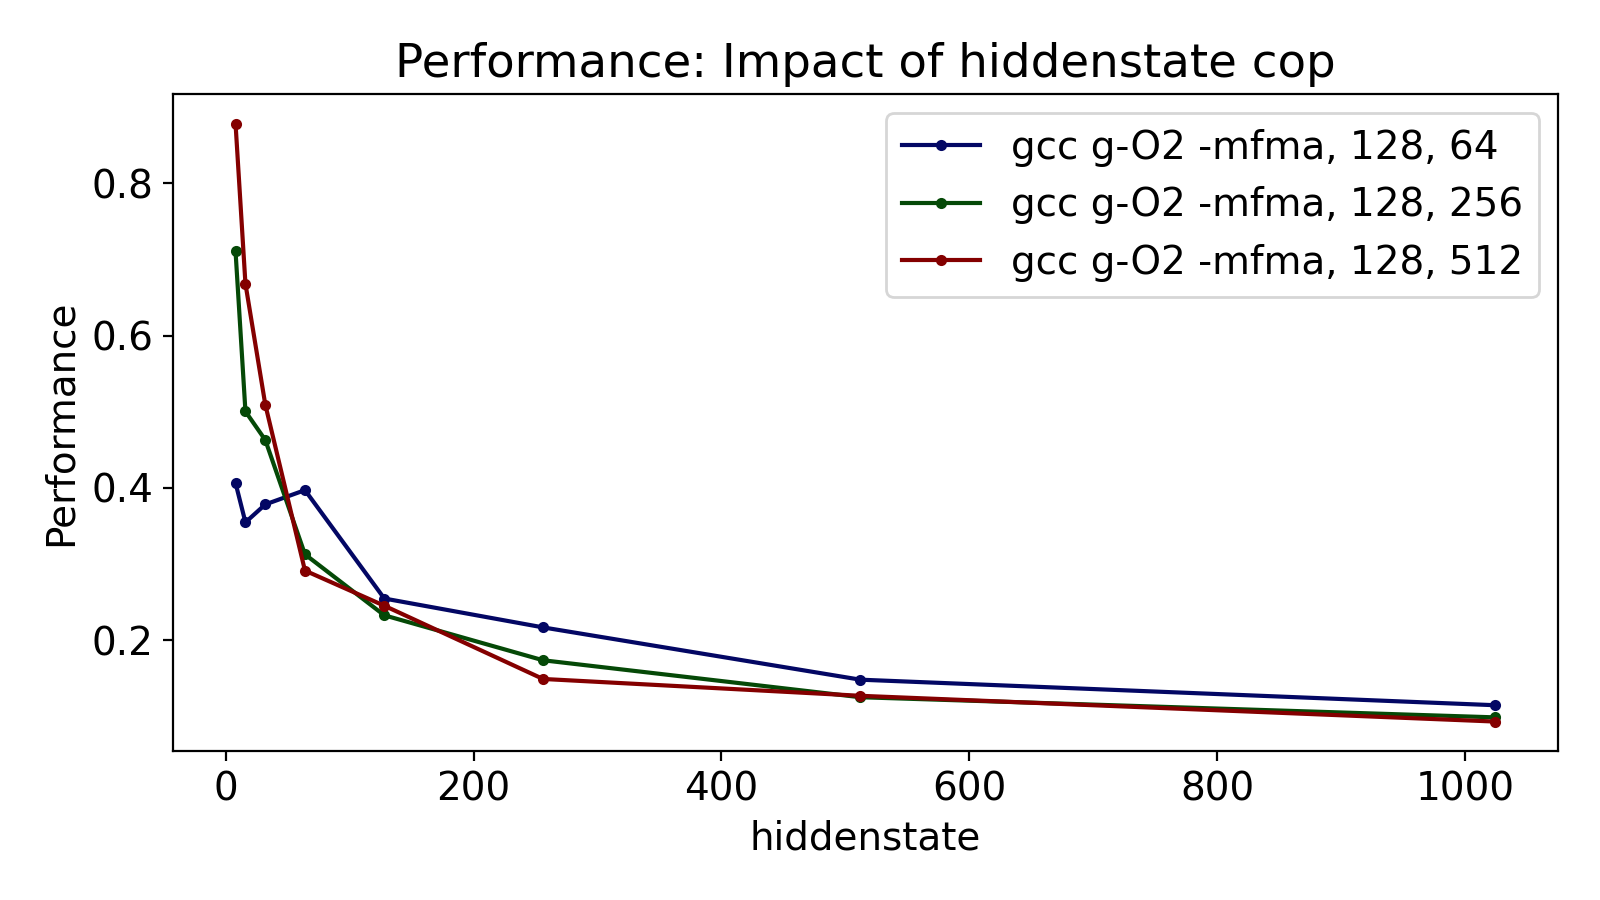 Performance: Impact of hiddenstate cop
gcc g-O2 -mfma, 128, 64
gcc g-O2 -mfma, 128, 256
gcc g-O2 -mfma, 128, 512
Performance
0.8
0.6
0.4
0.2
0 200 400 600 800 1000
hiddenstate